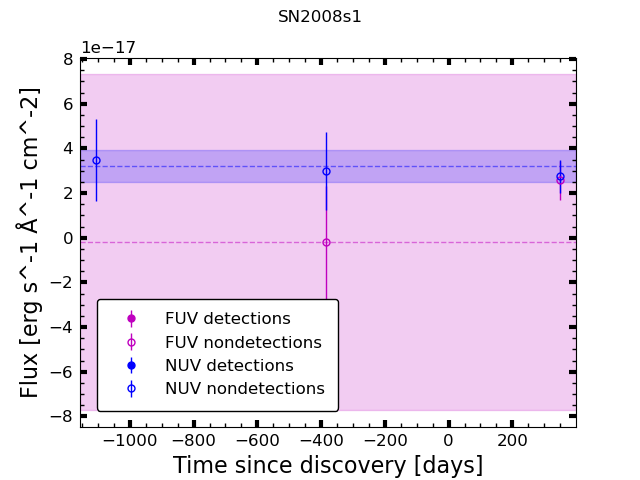 SN2008s1
1e−17
8
6
4
2
0
−2
−4
−6
−8
Flux [erg s^-1 Å^-1 cm^-2]
FUV detections
FUV nondetections
NUV detections
NUV nondetections
−1000 −800 −600 −400 −200 0 200
Time since discovery [days]